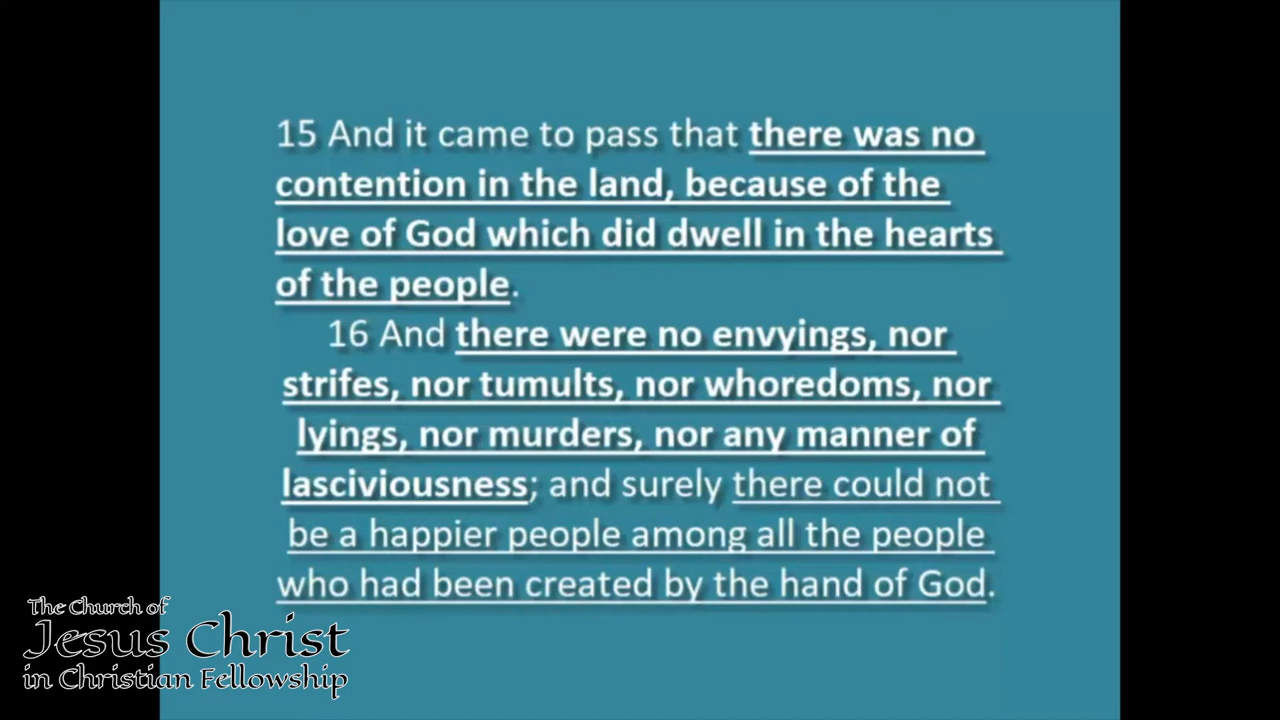 15 And it came to pass that there was no
contention in the land, because of the
love of God which did dwell in the hearts
of the people.
16 And there were no envyings, nor
strifes, nor tumults, nor whoredoms, nor
lyings, nor murders, nor any manner of
lasciviousness; and surely there could not
be a happier people among all the people
who had been created by the hand of God.
The Church of
Jesus Christ
in Christian Fellowship